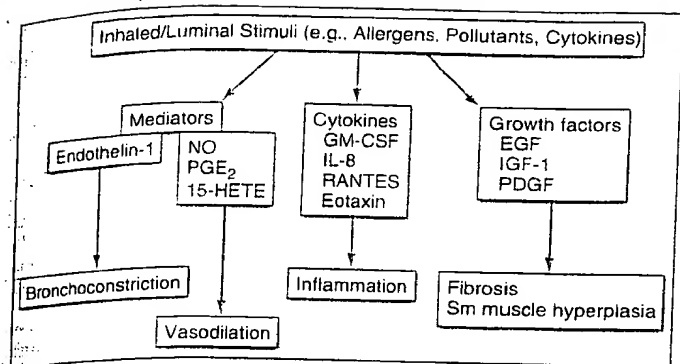 Inhaled/Luminal Stimuli (e.g., Allergens, Pollutants, Cytokines)
Mediators
Endothelin-1
NO
PGE₂
15-HETE
Cytokines
GM-CSF
IL-8
RANTES
Eotaxin
Growth factors
EGF
IGF-1
PDGF
Bronchoconstriction
Vasodilation
Inflammation
Fibrosis
Sm muscle hyperplasia